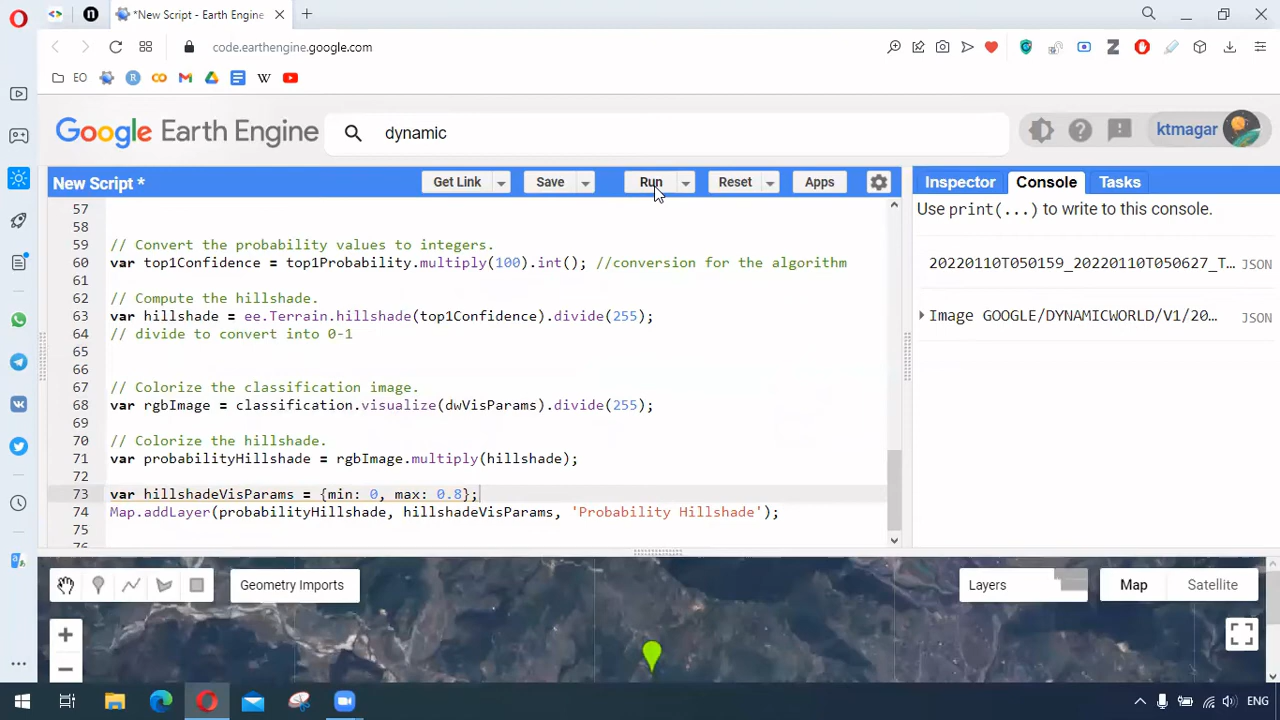 *New Script - Earth Engine
code.earthengine.google.com
EO
Google Earth Engine
dynamic
ktmagar
New Script *
Get Link
Save
Run
Reset
Apps
Inspector
Console
Tasks
57
58
59 // Convert the probability values to integers.
60 var top1Confidence = top1Probability.multiply(100).int(); //conversion for the algorithm
61
62 // Compute the hillshade.
63 var hillshade = ee.Terrain.hillshade(top1Confidence).divide(255);
64 // divide to convert into 0-1
65
66
67 // Colorize the classification image.
68 var rgbImage = classification.visualize(dwVisParams).divide(255);
69
70 // Colorize the hillshade.
71 var probabilityHillshade = rgbImage.multiply(hillshade);
72
73 var hillshadeVisParams = {min: 0, max: 0.8};
74 Map.addLayer(probabilityHillshade, hillshadeVisParams, 'Probability Hillshade');
75
76
Use print(...) to write to this console.
20220110T050159_20220110T050627_T...
JSON
Image GOOGLE/DYNAMICWORLD/V1/20...
JSON
Geometry Imports
Layers
Map
Satellite
ENG